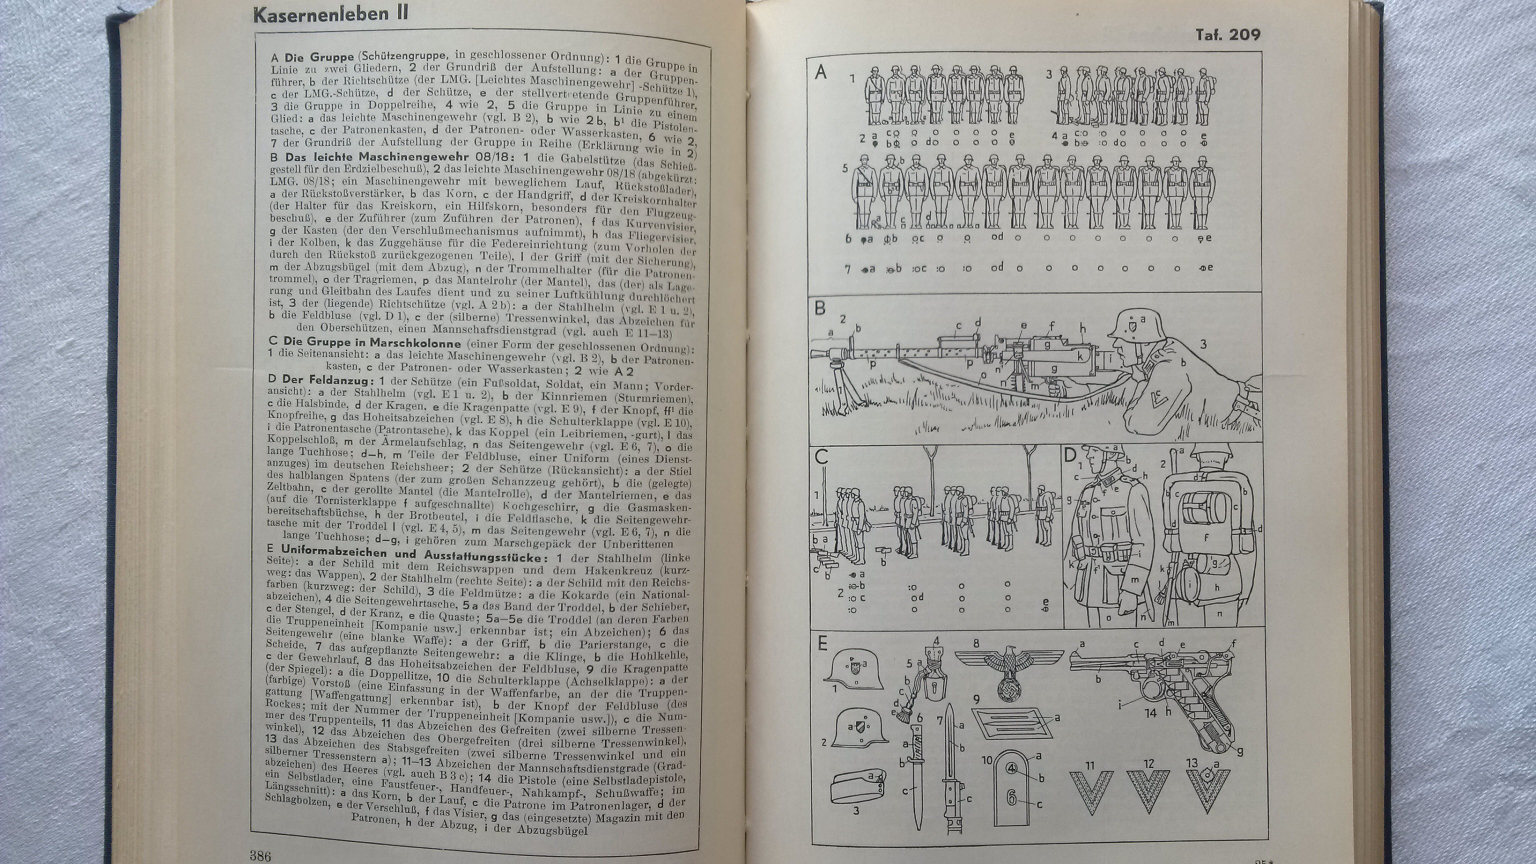 Kasernenleben II
A Die Gruppe (Schützengruppe, in geschlossener Ordnung): 1 die Gruppe in
Linie zu zwei Gliedern, 2 der Grundriß der Aufstellung: a der Gruppen-
führer, b der Richtschütze (der LMG. [Leichtes Maschinengewehr] -Schütze 1),
c der LMG.-Schütze, d der Schütze, e der stellvertretende Gruppenführer,
3 die Gruppe in Doppelreihe, 4 wie 2, 5 die Gruppe in Linie zu einem
Glied: a das leichte Maschinengewehr (vgl. B 2), b wie 2b, b¹ die Pistolen-
tasche, c der Patronenkasten, d der Patronen- oder Wasserkasten, 6 wie 2,
7 der Grundriß der Aufstellung der Gruppe in Reihe (Erklärung wie in 2)
B Das leichte Maschinengewehr 08/18: 1 die Gabelstütze (das Schieß-
gestell für den Erdzielbeschuß), 2 das leichte Maschinengewehr 08/18 (abgekürzt:
LMG. 08/18; ein Maschinengewehr mit beweglichem Lauf, Rückstoßlader),
a der Rückstoßverstärker, b das Korn, c der Handgriff, d der Kreiskornhalter
(der Halter für das Kreiskorn, ein Hilfskorn, besonders für den Flugzeug-
beschuß), e der Zuführer (zum Zuführen der Patronen), f das Kurvenvisier,
g der Kasten (der den Verschlußmechanismus aufnimmt), h das Fliegervisier,
i der Kolben, k das Zuggehäuse für die Federeinrichtung (zum Vorholen der
durch den Rückstoß zurückgezogenen Teile), l der Griff (mit der Sicherung),
m der Abzugsbügel (mit dem Abzug), n der Trommelhalter (für die Patronen-
trommel), o der Tragriemen, p das Mantelrohr (der Mantel), das (der) als Lage-
rung und Gleitbahn des Laufes dient und zu seiner Luftkühlung durchlöchert
ist, 3 der (liegende) Richtschütze (vgl. A 2b): a der Stahlhelm (vgl. E 1 u. 2),
b die Feldbluse (vgl. D 1), c der (silberne) Tressenwinkel, das Abzeichen für
den Oberschützen, einen Mannschaftsdienstgrad (vgl. auch E 11–13)
C Die Gruppe in Marschkolonne (einer Form der geschlossenen Ordnung):
1 die Seitenansicht: a das leichte Maschinengewehr (vgl. B 2), b der Patronen-
kasten, c der Patronen- oder Wasserkasten; 2 wie A 2
D Der Feldanzug: 1 der Schütze (ein Fußsoldat, Soldat, ein Mann; Vorder-
ansicht): a der Stahlhelm (vgl. E 1 u. 2), b der Kinnriemen (Sturmriemen),
c die Halsbinde, d der Kragen, e die Kragenpatte (vgl. E 9), f der Knopf, ff¹ die
Knopfreihe, g das Hoheitsabzeichen (vgl. E 8), h die Schulterklappe (vgl. E 10),
i die Patronentasche (Patrontasche), k das Koppel (ein Leibriemen, -gurt), l das
Koppelschloß, m der Ärmelaufschlag, n das Seitengewehr (vgl. E 6, 7), o die
lange Tuchhose; d–h, m Teile der Feldbluse, einer Uniform (eines Dienst-
anzuges) im deutschen Reichsheer; 2 der Schütze (Rückansicht): a der Stiel
des halblangen Spatens (der zum großen Schanzzeug gehört), b die (gelegte)
Zeltbahn, c der gerollte Mantel (die Mantelrolle), d der Mantelriemen, e das
(auf die Tornisterklappe f aufgeschnallte) Kochgeschirr, g die Gasmasken-
bereitschaftsbüchse, h der Brotbeutel, i die Feldflasche, k die Seitengewehr-
tasche mit der Troddel l (vgl. E 4, 5), m das Seitengewehr (vgl. E 6, 7), n die
lange Tuchhose; d–g, i gehören zum Marschgepäck der Unberittenen
E Uniformabzeichen und Ausstattungsstücke: 1 der Stahlhelm (linke
Seite): a der Schild mit dem Reichswappen und dem Hakenkreuz (kurz-
weg: das Wappen), 2 der Stahlhelm (rechte Seite): a der Schild mit den Reichs-
farben (kurzweg: der Schild), 3 die Feldmütze: a die Kokarde (ein National-
abzeichen), 4 die Seitengewehrtasche, 5a das Band der Troddel, b der Schieber,
c der Stengel, d der Kranz, e die Quaste; 5a–5e die Troddel (an deren Farben
die Truppeneinheit [Kompanie usw.] erkennbar ist; ein Abzeichen); 6 das
Seitengewehr (eine blanke Waffe): a der Griff, b die Parierstange, c die
Scheide, 7 das aufgepflanzte Seitengewehr: a die Klinge, b die Hohlkehle,
c der Gewehrlauf, 8 das Hoheitsabzeichen der Feldbluse, 9 die Kragenpatte
(der Spiegel): a die Doppellitze, 10 die Schulterklappe (Achselklappe): a der
(farbige) Vorstoß (eine Einfassung in der Waffenfarbe, an der die Truppen-
gattung [Waffengattung] erkennbar ist), b der Knopf der Feldbluse (des
Rockes; mit der Nummer der Truppeneinheit [Kompanie usw.]), c die Num-
mer des Truppenteils, 11 das Abzeichen des Gefreiten (zwei silberne Tressen-
winkel), 12 das Abzeichen des Obergefreiten (drei silberne Tressenwinkel),
13 das Abzeichen des Stabsgefreiten (zwei silberne Tressenwinkel und ein
silberner Tressenstern a); 11–13 Abzeichen der Mannschaftsdienstgrade (Grad-
abzeichen) des Heeres (vgl. auch B 3 c); 14 die Pistole (eine Selbstladepistole,
ein Selbstlader, eine Faustfeuer-, Handfeuer-, Nahkampf-, Schußwaffe; im
Längsschnitt): a das Korn, b der Lauf, c die Patrone im Patronenlager, d der
Schlagbolzen, e der Verschluß, f das Visier, g das (eingesetzte) Magazin mit den
Patronen, h der Abzug, i der Abzugsbügel
386
Taf. 209
A
1 3
2 a c b d e
4 a c b d e
5
b
a c d
6 a b c d e
7 a b c d e
B
2 a b c d e f h a 3
g k b
p p o n m g
1
C
1
b a c b b
a
b
2 c d e
D
1 a b c d h e f g i k l m n o
2 a b c d e f g h i k l m n
E
1 a
2 a
3 a
4
5 a b c d e
6 a b c
7 a b c
8
9 a
10 a b c
4
6
11 12 13 a
14 a b c d e f g h i